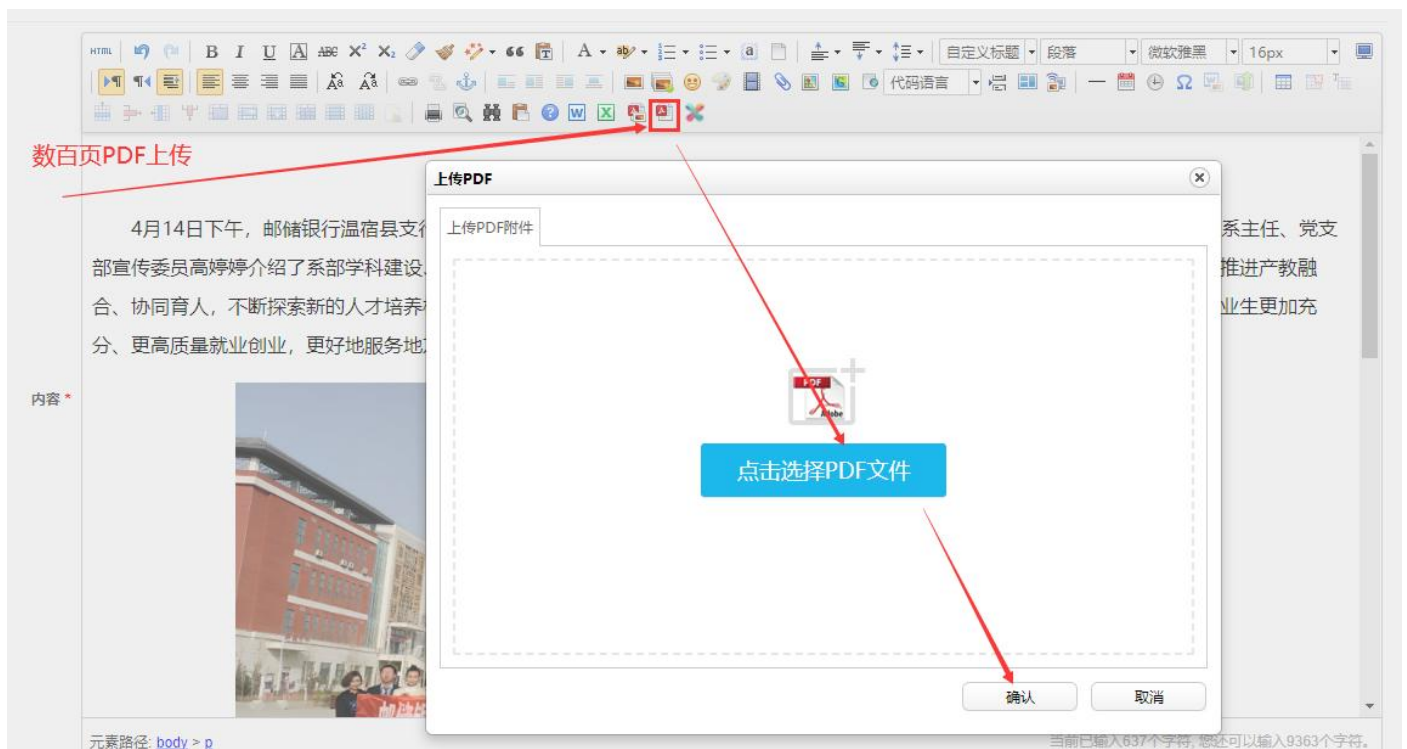 HTML B I U A ABC X² X₂ 66 T A ab a 自定义标题 段落 微软雅黑 16px
代码语言 Ω
W X
数百页PDF上传
上传PDF
上传PDF附件
4月14日下午，邮储银行温宿县支行
系主任、党支
部宣传委员高婷婷介绍了系部学科建设、
推进产教融
合、协同育人，不断探索新的人才培养
业生更加充
分、更高质量就业创业，更好地服务地
内容 *
PDF
Adobe
点击选择PDF文件
确认
取消
元素路径: body > p
当前已输入637个字符, 您还可以输入9363个字符。